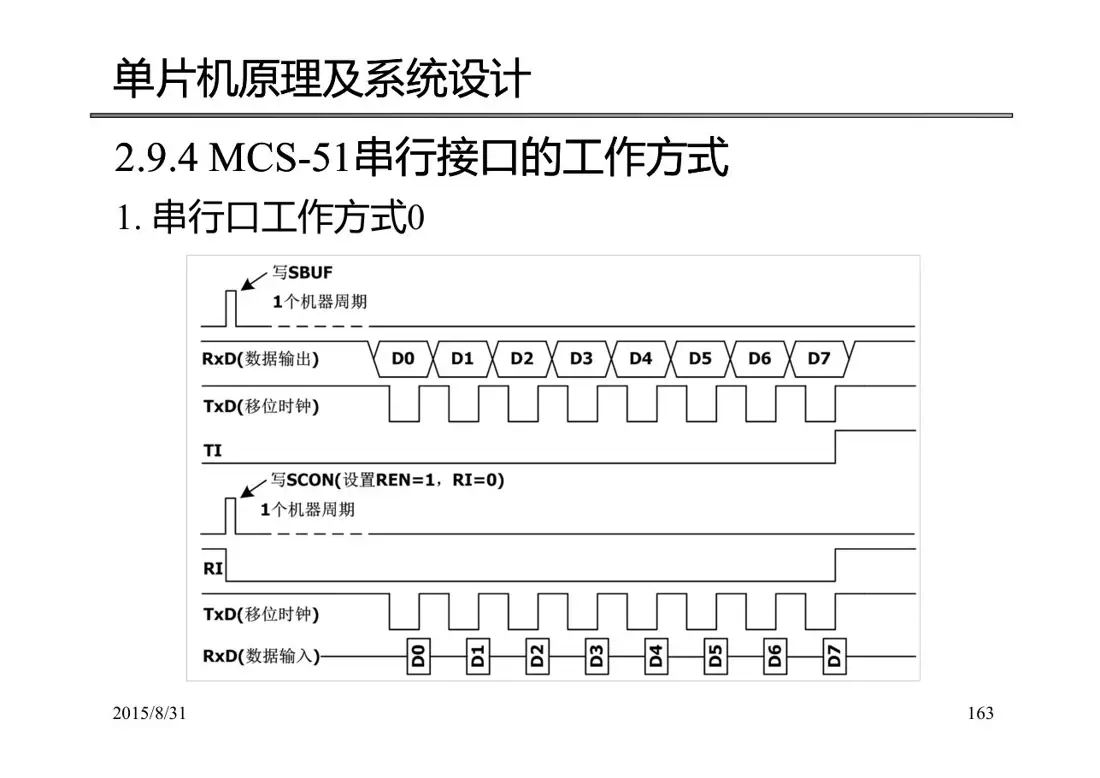 单片机原理及系统设计
2.9.4 MCS-51串行接口的工作方式
1. 串行口工作方式0
写SBUF
1个机器周期
RxD(数据输出) D0 D1 D2 D3 D4 D5 D6 D7
TxD(移位时钟)
TI
写SCON(设置REN=1，RI=0)
1个机器周期
RI
TxD(移位时钟)
RxD(数据输入) D0 D1 D2 D3 D4 D5 D6 D7
2015/8/31 163